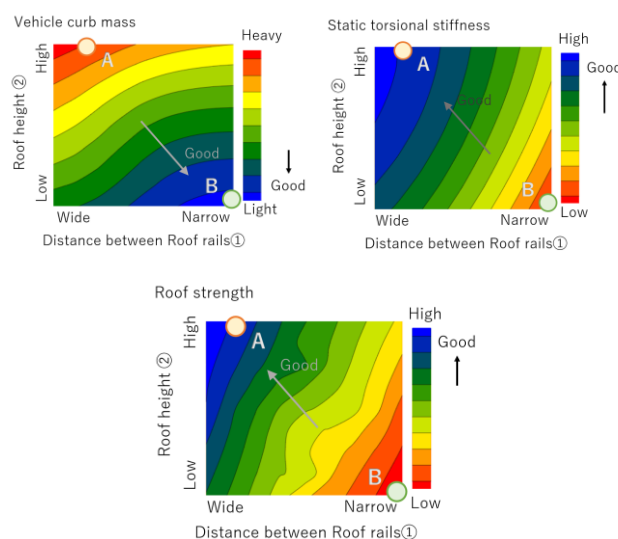 Vehicle curb mass
Heavy
High
A
Roof height ②
Good
Good
B
Low
Light
Wide
Narrow
Distance between Roof rails①
Static torsional stiffness
High
High
Good
A
Good
Roof height ②
Low
B
Low
Wide
Narrow
Distance between Roof rails①
Roof strength
High
High
Good
A
Good
Roof height ②
Low
B
Low
Wide
Narrow
Distance between Roof rails①